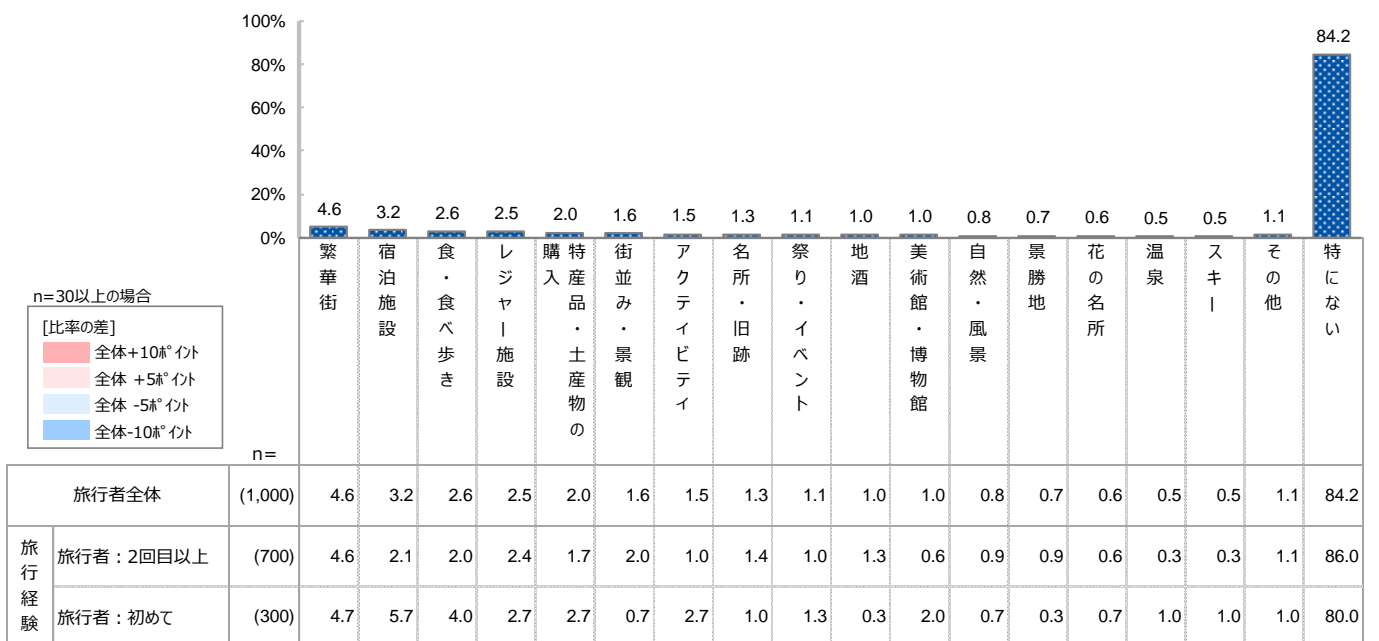 100%
80%
60%
40%
20%
0%
4.6 3.2 2.6 2.5 2.0 1.6 1.5 1.3 1.1 1.0 1.0 0.8 0.7 0.6 0.5 0.5 1.1 84.2
繁華街
宿泊施設
食・食べ歩き
レジャー施設
特産品・土産物の
購入
街並み・景観
アクティビティ
名所・旧跡
祭り・イベント
地酒
美術館・博物館
自然・風景
景勝地
花の名所
温泉
スキー
その他
特にない
n=30以上の場合
[比率の差]
全体+10ポイント
全体 +5ポイント
全体 -5ポイント
全体-10ポイント
n=
旅行者全体 (1,000) 4.6 3.2 2.6 2.5 2.0 1.6 1.5 1.3 1.1 1.0 1.0 0.8 0.7 0.6 0.5 0.5 1.1 84.2
旅行経験
旅行者：2回目以上 (700) 4.6 2.1 2.0 2.4 1.7 2.0 1.0 1.4 1.0 1.3 0.6 0.9 0.9 0.6 0.3 0.3 1.1 86.0
旅行者：初めて (300) 4.7 5.7 4.0 2.7 2.7 0.7 2.7 1.0 1.3 0.3 2.0 0.7 0.3 0.7 1.0 1.0 1.0 80.0